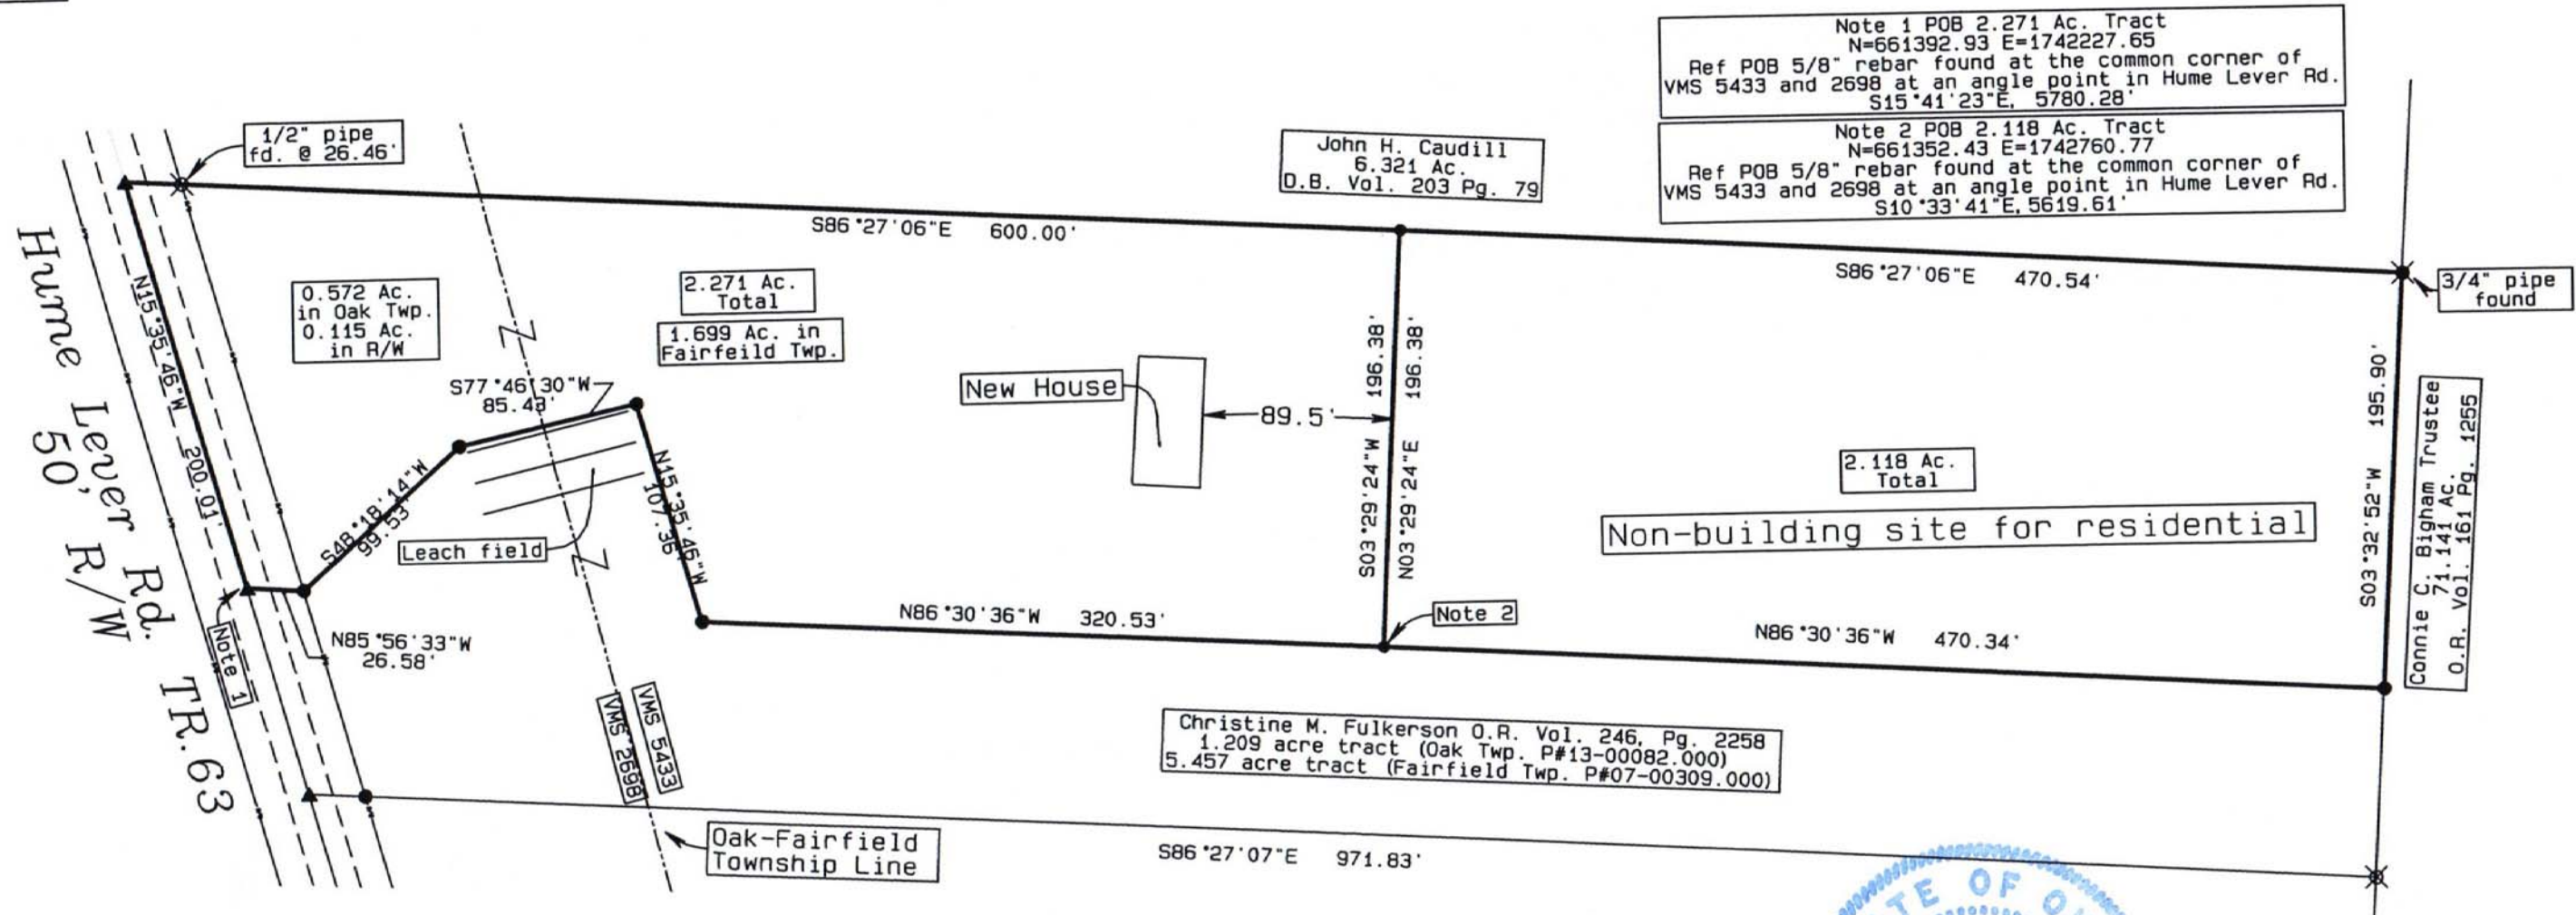 Note 1 POB 2.271 Ac. Tract
N=661392.93 E=1742227.65
Ref POB 5/8" rebar found at the common corner of
VMS 5433 and 2698 at an angle point in Hume Lever Rd.
S15°41'23"E, 5780.28'
Note 2 POB 2.118 Ac. Tract
N=661352.43 E=1742760.77
Ref POB 5/8" rebar found at the common corner of
VMS 5433 and 2698 at an angle point in Hume Lever Rd.
S10°33'41"E, 5619.61'
1/2" pipe
fd. @ 26.46'
John H. Caudill
6.321 Ac.
D.B. Vol. 203 Pg. 79
S86°27'06"E 600.00'
S86°27'06"E 470.54'
3/4" pipe
found
Hume Lever Rd. TR.63
50' R/W
N15°35'46"W 200.01'
0.572 Ac.
in Oak Twp.
0.115 Ac.
in R/W
2.271 Ac.
Total
1.699 Ac. in
Fairfeild Twp.
S77°46'30"W
85.43'
New House
89.5'
S03°29'24"W 196.38'
N03°29'24"E 196.38'
2.118 Ac.
Total
Non-building site for residential
S03°32'52"W 195.90'
Connie C. Bigham Trustee
71.141 Ac.
O.R. Vol. 161 Pg. 1255
S48°18'14"W
99.53'
Leach field
N15°35'46"W
107.36'
N86°30'36"W 320.53'
Note 2
N86°30'36"W 470.34'
Note 1
N85°56'33"W
26.58'
VMS 5433
VMS 2698
Christine M. Fulkerson O.R. Vol. 246, Pg. 2258
1.209 acre tract (Oak Twp. P#13-00082.000)
5.457 acre tract (Fairfield Twp. P#07-00309.000)
Oak-Fairfield
Township Line
S86°27'07"E 971.83'
TE OF O